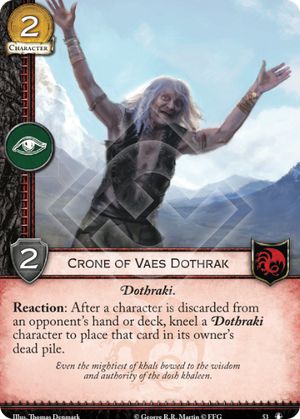 2
CHARACTER
2
CRONE OF VAES DOTHRAK
Dothraki.
Reaction: After a character is discarded
from an opponent's hand or deck, kneel a Dothraki
character to place that card in its owner's
dead pile.
Even the mightiest of khals bowed to the wisdom
and authority of the dosh khaleen.
Illus. Thomas Denmark
© George R.R. Martin © FFG
53